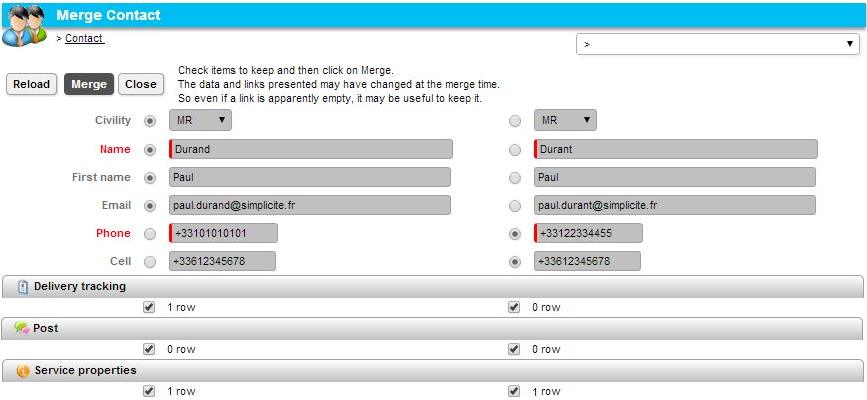 Merge Contact
> Contact
>
Reload Merge Close
Check items to keep and then click on Merge.
The data and links presented may have changed at the merge time.
So even if a link is apparently empty, it may be useful to keep it.
Civility MR MR
Name Durand Durant
First name Paul Paul
Email paul.durand@simplicite.fr paul.durant@simplicite.fr
Phone +33101010101 +33122334455
Cell +33612345678 +33612345678
Delivery tracking
1 row 0 row
Post
0 row 0 row
Service properties
1 row 1 row